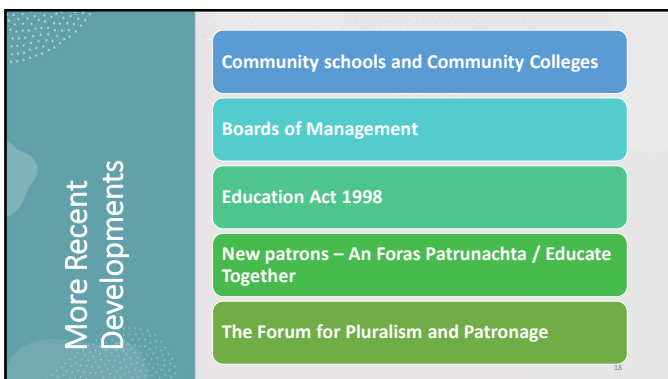 More Recent
Developments
Community schools and Community Colleges
Boards of Management
Education Act 1998
New patrons – An Foras Patrunachta / Educate
Together
The Forum for Pluralism and Patronage
18